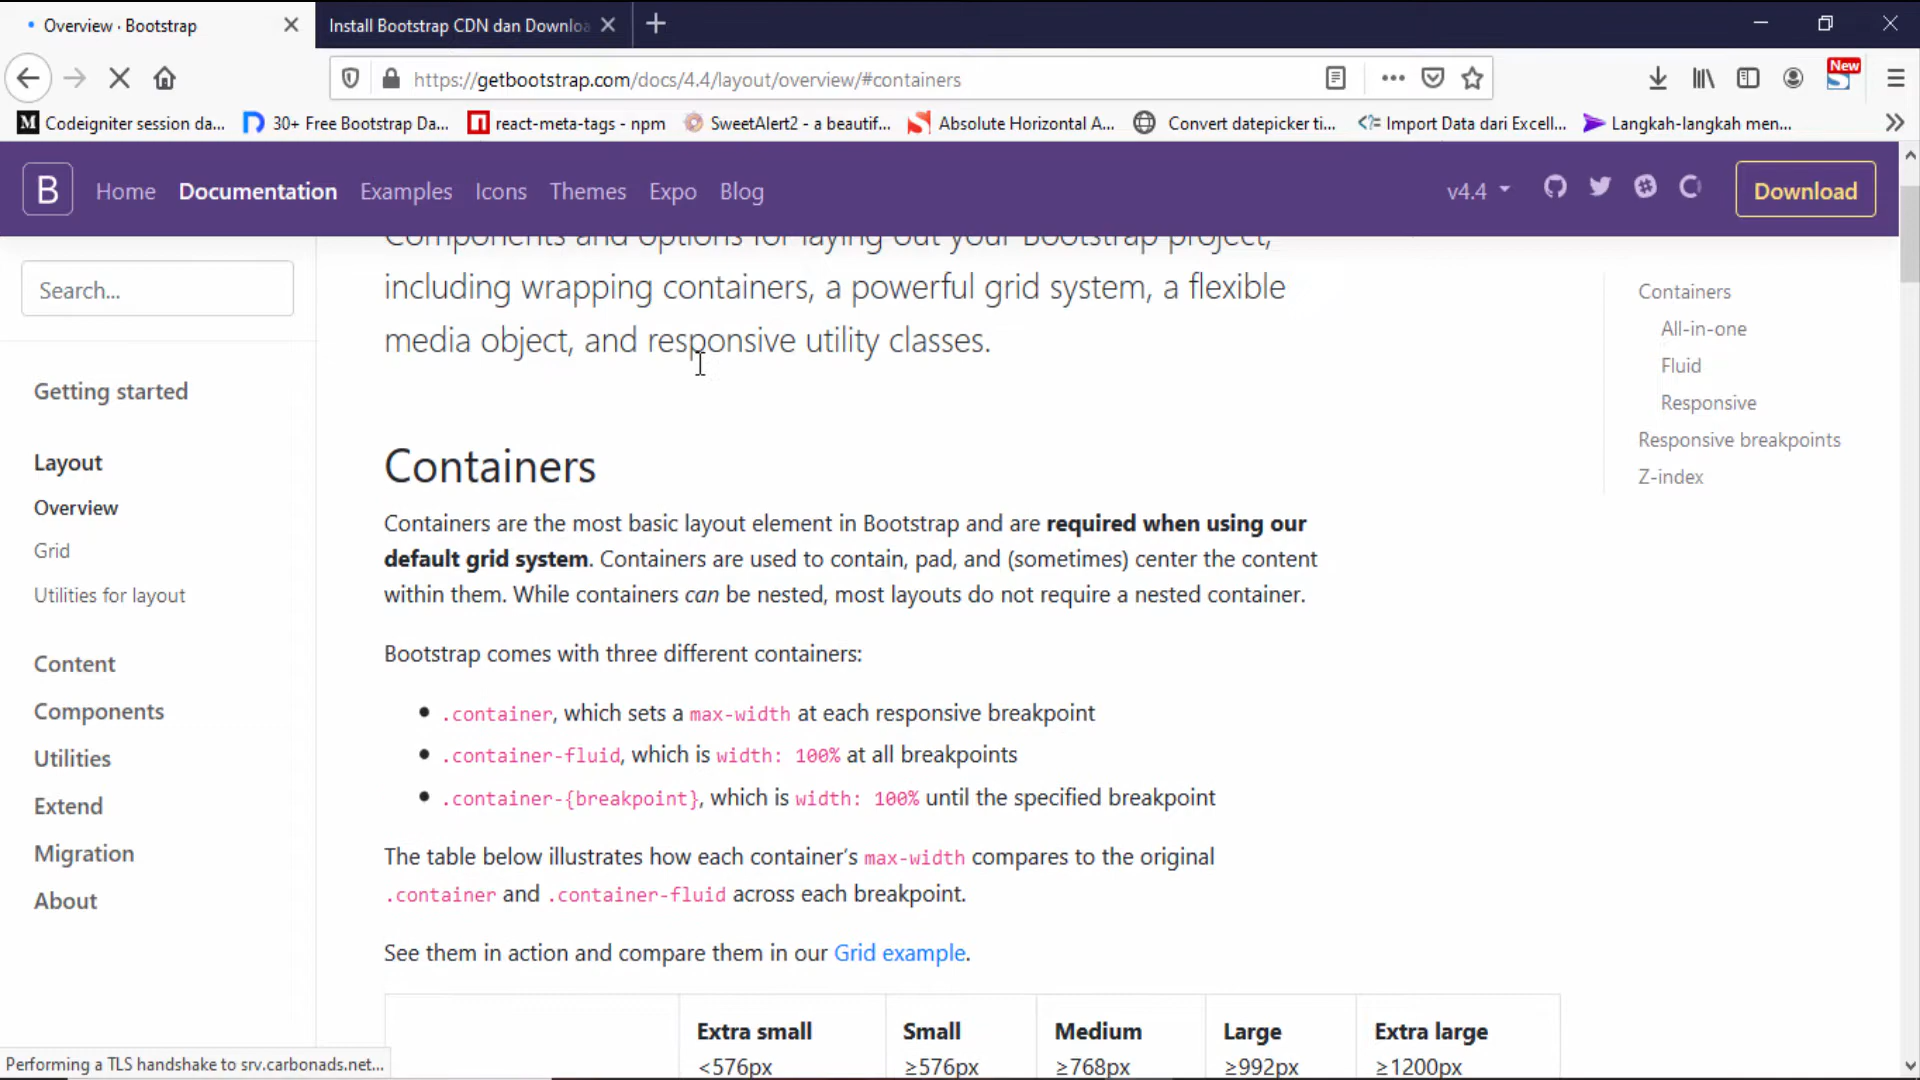 Overview · Bootstrap
Install Bootstrap CDN dan Downloa
https://getbootstrap.com/docs/4.4/layout/overview/#containers
New
M Codeigniter session da...
30+ Free Bootstrap Da...
react-meta-tags - npm
SweetAlert2 - a beautif...
Absolute Horizontal A...
Convert datepicker ti...
Import Data dari Excell...
Langkah-langkah men...
B Home Documentation Examples Icons Themes Expo Blog
v4.4
Download
Search...
Getting started
Layout
Overview
Grid
Utilities for layout
Content
Components
Utilities
Extend
Migration
About
Components and options for laying out your Bootstrap project,
including wrapping containers, a powerful grid system, a flexible
media object, and responsive utility classes.
Containers
Containers are the most basic layout element in Bootstrap and are required when using our
default grid system. Containers are used to contain, pad, and (sometimes) center the content
within them. While containers can be nested, most layouts do not require a nested container.
Bootstrap comes with three different containers:
• .container, which sets a max-width at each responsive breakpoint
• .container-fluid, which is width: 100% at all breakpoints
• .container-{breakpoint}, which is width: 100% until the specified breakpoint
The table below illustrates how each container’s max-width compares to the original
.container and .container-fluid across each breakpoint.
See them in action and compare them in our Grid example.
Extra small Small Medium Large Extra large
<576px ≥576px ≥768px ≥992px ≥1200px
Containers
All-in-one
Fluid
Responsive
Responsive breakpoints
Z-index
Performing a TLS handshake to srv.carbonads.net...